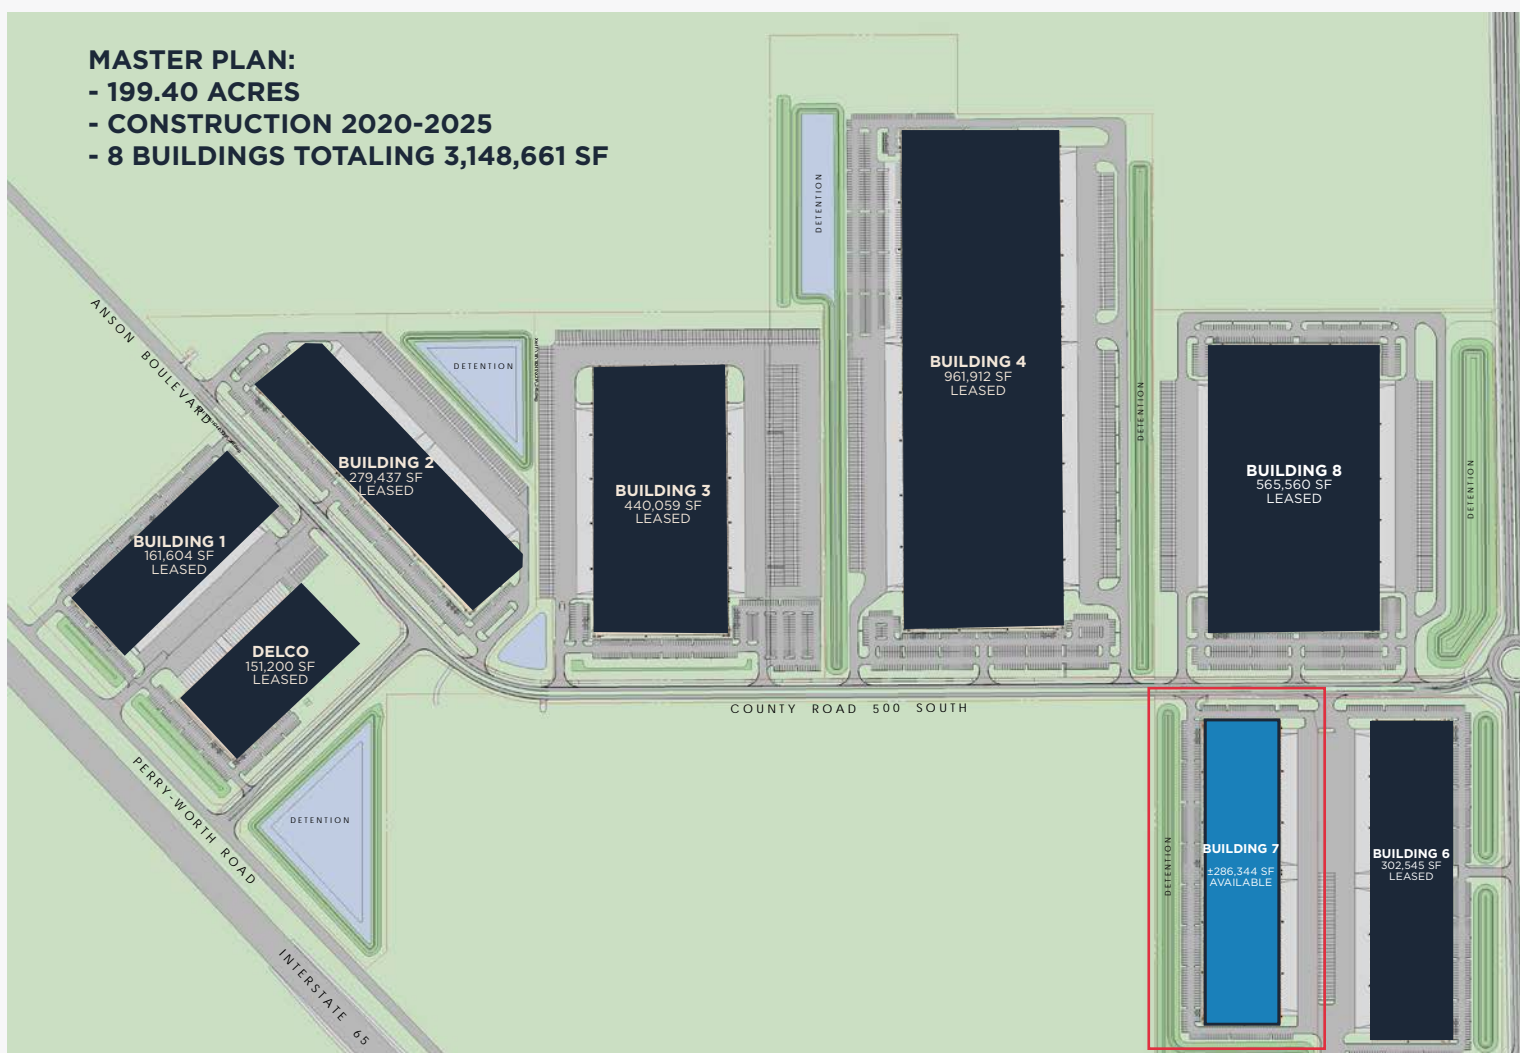 MASTER PLAN:
- 199.40 ACRES
- CONSTRUCTION 2020-2025
- 8 BUILDINGS TOTALING 3,148,661 SF
DETENTION
ANSON BOULEVARD
DETENTION
BUILDING 4
961,912 SF
LEASED
DETENTION
BUILDING 2
279,437 SF
LEASED
BUILDING 3
440,059 SF
LEASED
BUILDING 8
565,560 SF
LEASED
DETENTION
BUILDING 1
161,604 SF
LEASED
DELCO
151,200 SF
LEASED
COUNTY ROAD 500 SOUTH
PERRY-WORTH ROAD
DETENTION
DETENTION
BUILDING 7
±286,344 SF
AVAILABLE
BUILDING 6
302,545 SF
LEASED
INTERSTATE 65